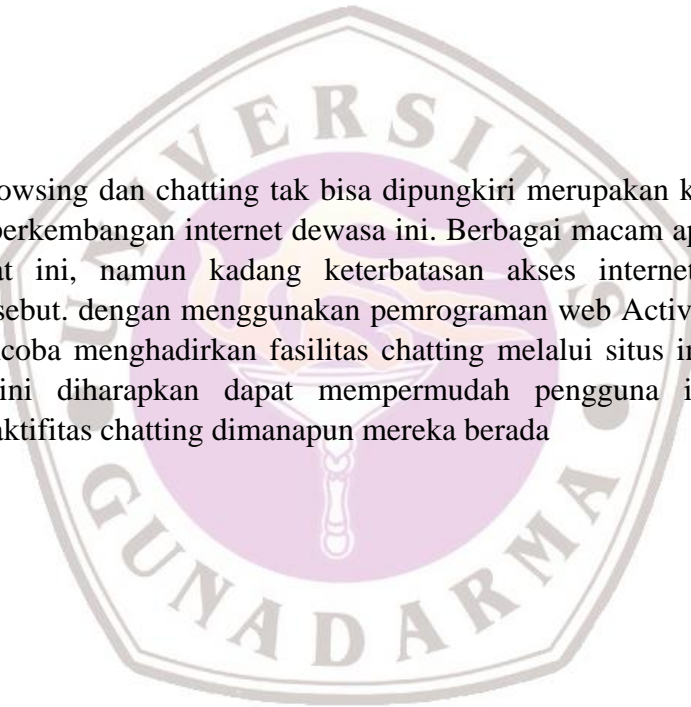 UNIVERSITAS
owsing dan chatting tak bisa dipungkiri merupakan k
perkembangan internet dewasa ini. Berbagai macam ap
at ini, namun kadang keterbatasan akses internet
sebut. dengan menggunakan pemrograman web Activ
coba menghadirkan fasilitas chatting melalui situs in
ini diharapkan dapat mempermudah pengguna i
aktifitas chatting dimanapun mereka berada
GUNADARMA